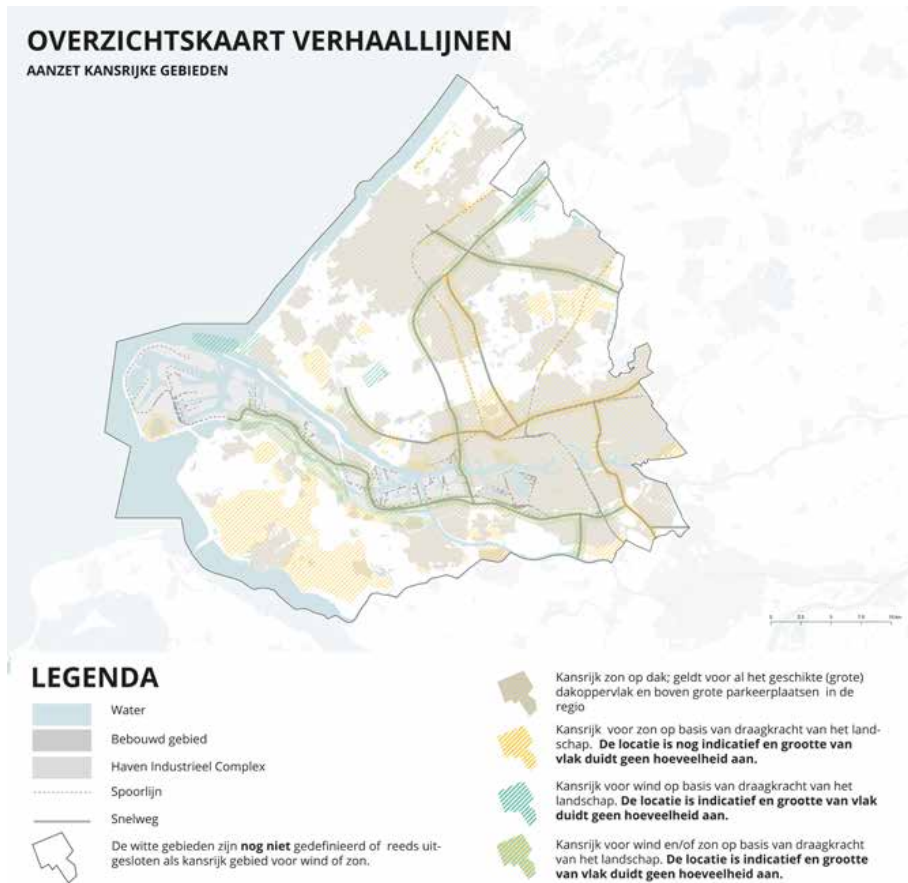 OVERZICHTSKAART VERHAALLIJNEN
AANZET KANSRIJKE GEBIEDEN
LEGENDA
Water
Bebouwd gebied
Haven Industrieel Complex
Spoorlijn
Snelweg
De witte gebieden zijn nog niet gedefinieerd of reeds uit-
gesloten als kansrijk gebied voor wind of zon.
Kansrijk zon op dak; geldt voor al het geschikte (grote)
dakoppervlak en boven grote parkeerplaatsen in de
regio
Kansrijk voor zon op basis van draagkracht van het land-
schap. De locatie is nog indicatief en grootte van
vlak duidt geen hoeveelheid aan.
Kansrijk voor wind op basis van draagkracht van het
landschap. De locatie is indicatief en grootte van vlak
duidt geen hoeveelheid aan.
Kansrijk voor wind en/of zon op basis van draagkracht
van het landschap. De locatie is indicatief en grootte
van vlak duidt geen hoeveelheid aan.